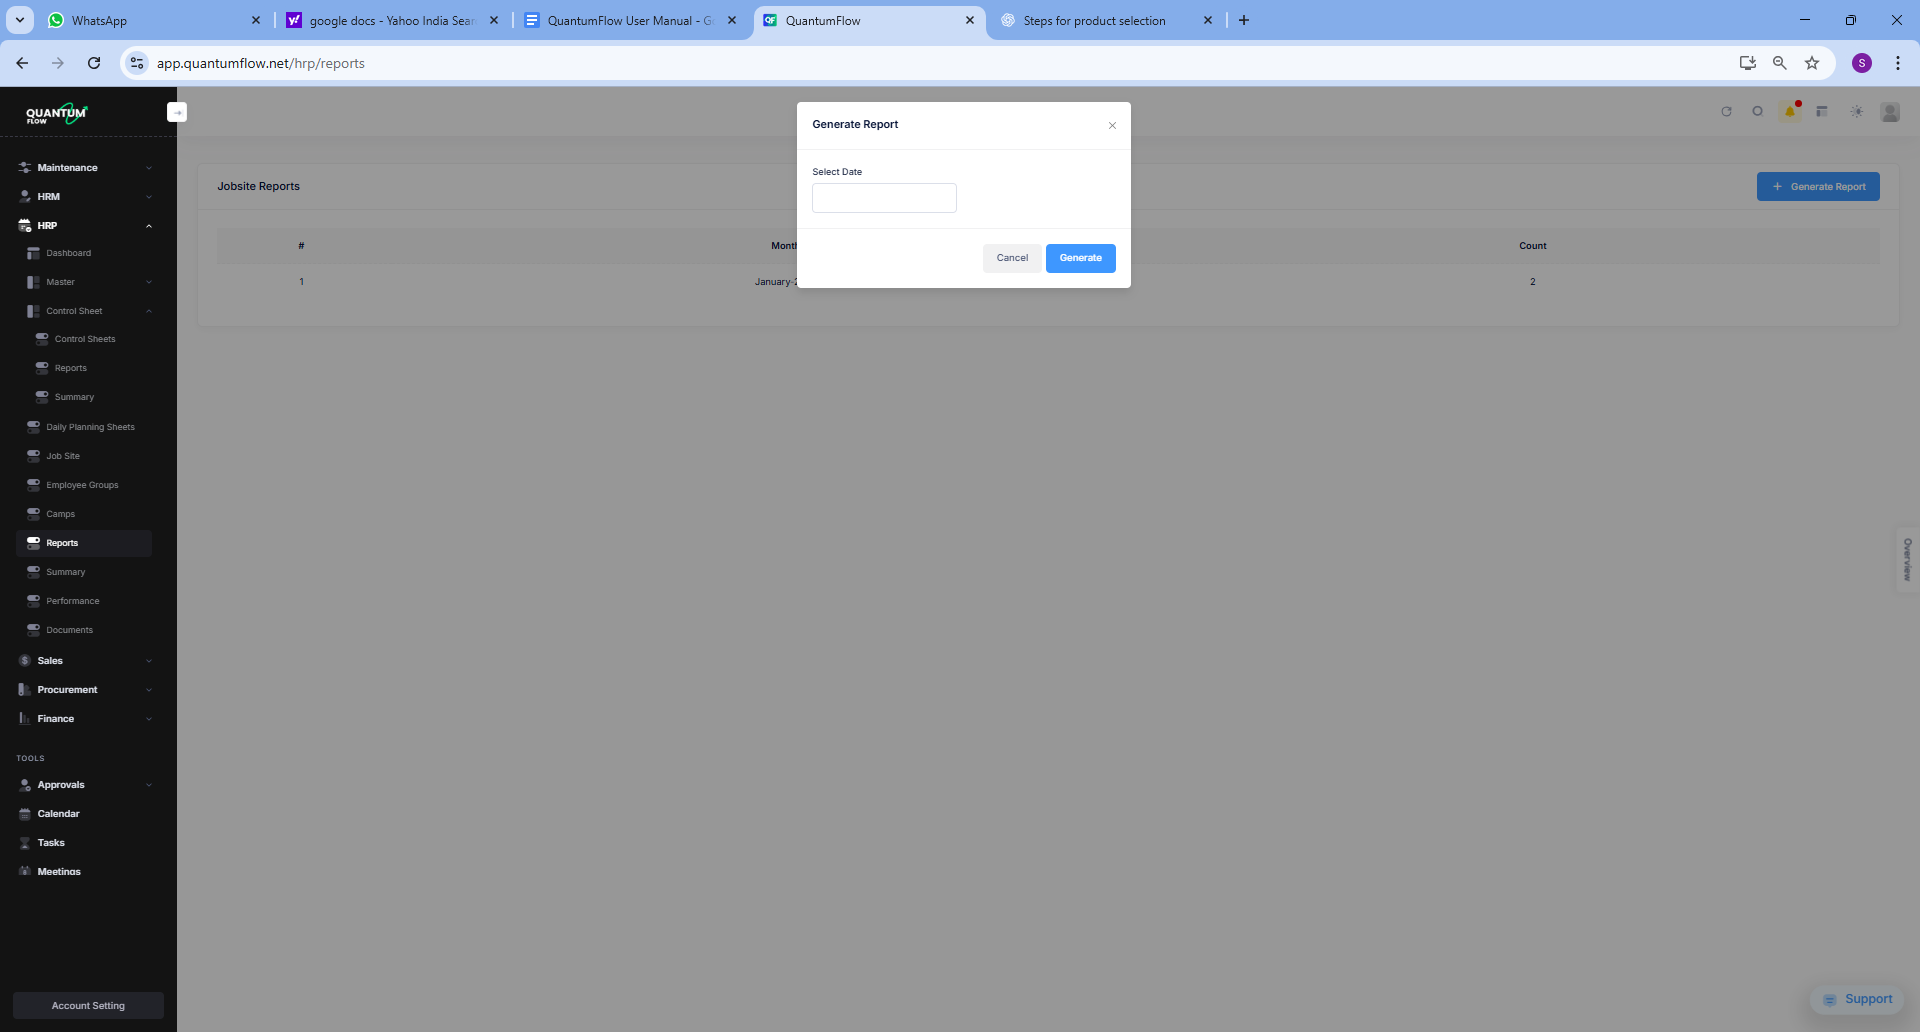 WhatsApp
google docs - Yahoo India Sear
QuantumFlow User Manual - G
QuantumFlow
Steps for product selection
app.quantumflow.net/hrp/reports
S
QUANTUM
FLOW
Maintenance
HRM
HRP
Dashboard
Master
Control Sheet
Control Sheets
Reports
Summary
Daily Planning Sheets
Job Site
Employee Groups
Camps
Reports
Summary
Performance
Documents
Sales
Procurement
Finance
TOOLS
Approvals
Calendar
Tasks
Meetings
Account Setting
Jobsite Reports
+ Generate Report
# Month Count
1 January-2 2
Generate Report
Select Date
Cancel Generate
Overview
Support